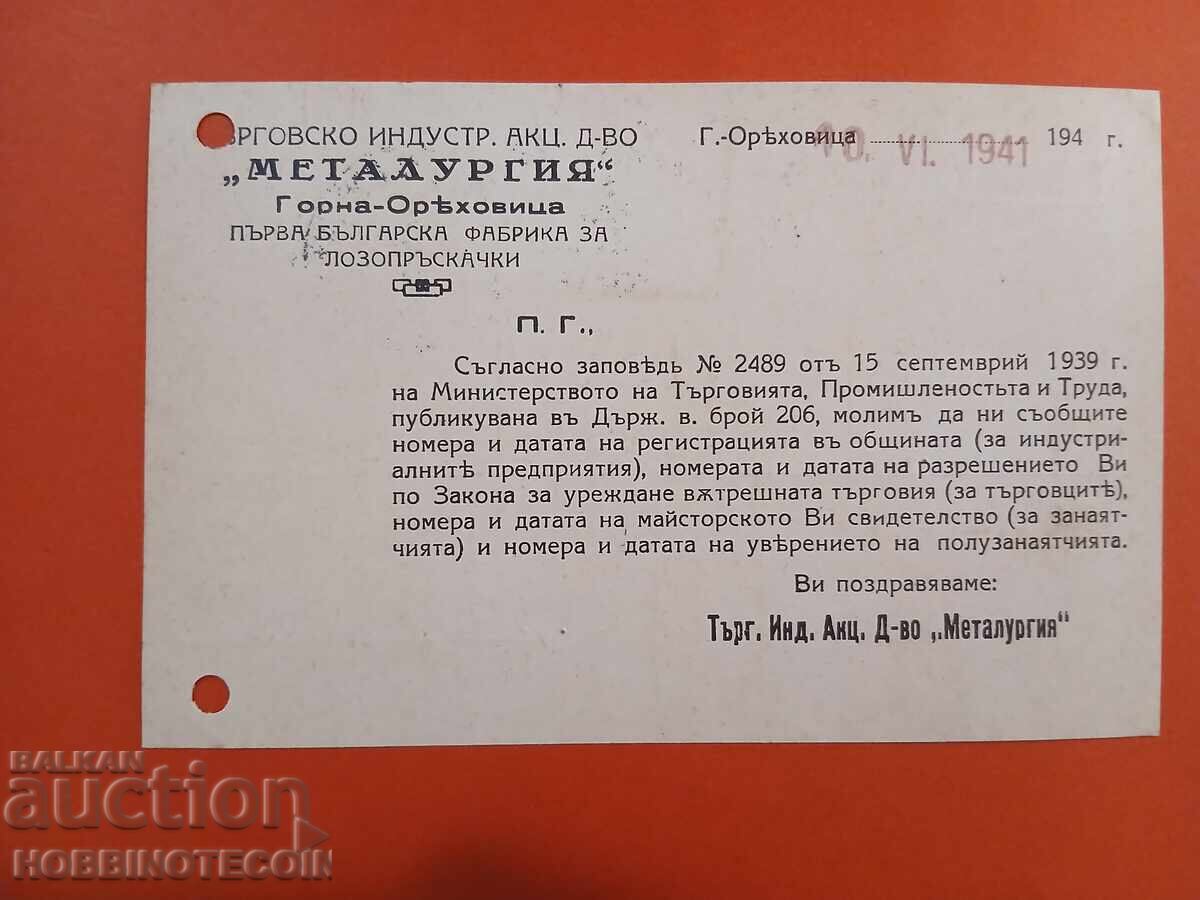 ЪРГОВСКО ИНДУСТР. АКЦ. Д-ВО
„МЕТАЛУРГИЯ“
Горна-Орѣховица
ПЪРВА БЪЛГАРСКА ФАБРИКА ЗА
ЛОЗОПРЪСКАЧКИ
Г.-Орѣховица 10. VI. 1941 194 г.
П. Г.,
Съгласно заповѣдь № 2489 отъ 15 септемврий 1939 г.
на Министерството на Търговията, Промишленостьта и Труда,
публикувана въ Държ. в. брой 206, молимъ да ни съобщите
номера и датата на регистрацията въ общината (за индустри-
алнитѣ предприятия), номерата и датата на разрешението Ви
по Закона за уреждане вѫтрешната търговия (за търговцитѣ),
номера и датата на майсторското Ви свидетелство (за занаят-
чията) и номера и датата на увѣрението на полузанаятчията.
Ви поздравяваме:
Търг. Инд. Акц. Д-во „Металургия“
BALKAN
auction
HOBBINOTECOIN